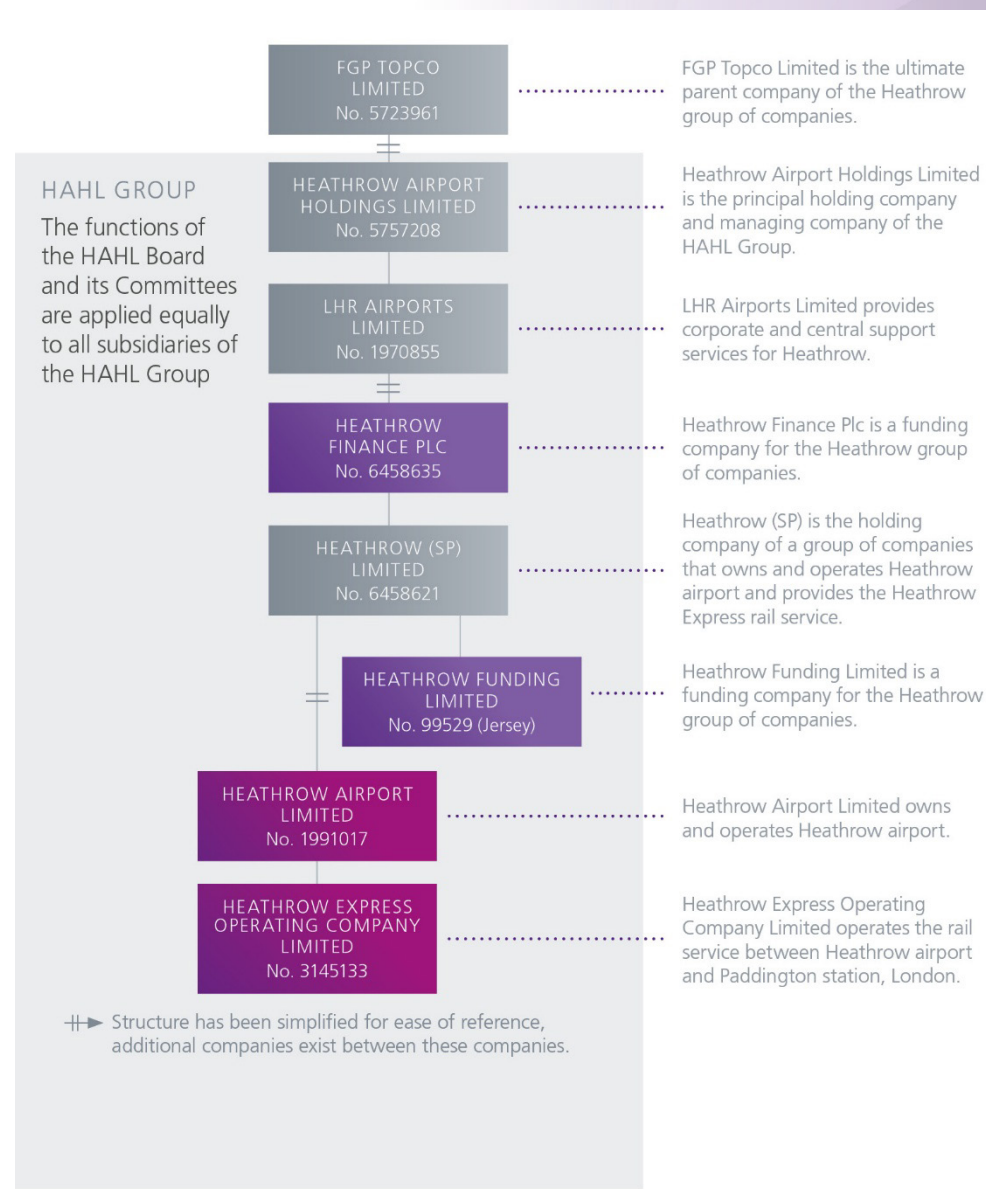 FGP TOPCO
LIMITED
No. 5723961
FGP Topco Limited is the ultimate
parent company of the Heathrow
group of companies.
HAHL GROUP
The functions of
the HAHL Board
and its Committees
are applied equally
to all subsidiaries of
the HAHL Group
HEATHROW AIRPORT
HOLDINGS LIMITED
No. 5757208
Heathrow Airport Holdings Limited
is the principal holding company
and managing company of the
HAHL Group.
LHR AIRPORTS
LIMITED
No. 1970855
LHR Airports Limited provides
corporate and central support
services for Heathrow.
HEATHROW
FINANCE PLC
No. 6458635
Heathrow Finance Plc is a funding
company for the Heathrow group
of companies.
HEATHROW (SP)
LIMITED
No. 6458621
Heathrow (SP) is the holding
company of a group of companies
that owns and operates Heathrow
airport and provides the Heathrow
Express rail service.
HEATHROW FUNDING
LIMITED
No. 99529 (Jersey)
Heathrow Funding Limited is a
funding company for the Heathrow
group of companies.
HEATHROW AIRPORT
LIMITED
No. 1991017
Heathrow Airport Limited owns
and operates Heathrow airport.
HEATHROW EXPRESS
OPERATING COMPANY
LIMITED
No. 3145133
Heathrow Express Operating
Company Limited operates the rail
service between Heathrow airport
and Paddington station, London.
Structure has been simplified for ease of reference,
additional companies exist between these companies.